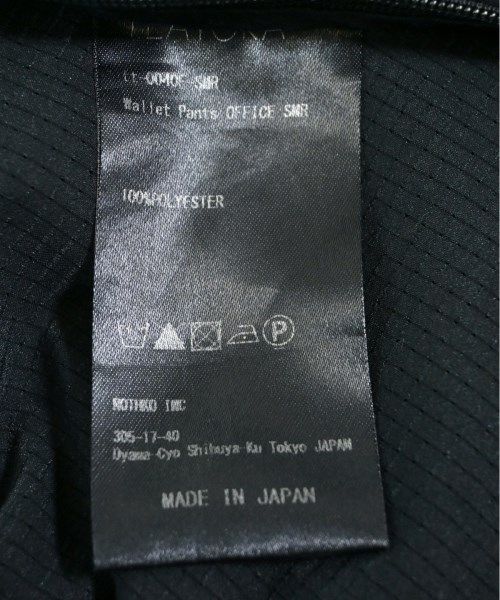 Wallet Pants OFFICE SMR
100%POLYESTER
P
ROTHKO INC
305-17-40
Oyama-Cyo Shibuya-Ku Tokyo JAPAN
MADE IN JAPAN